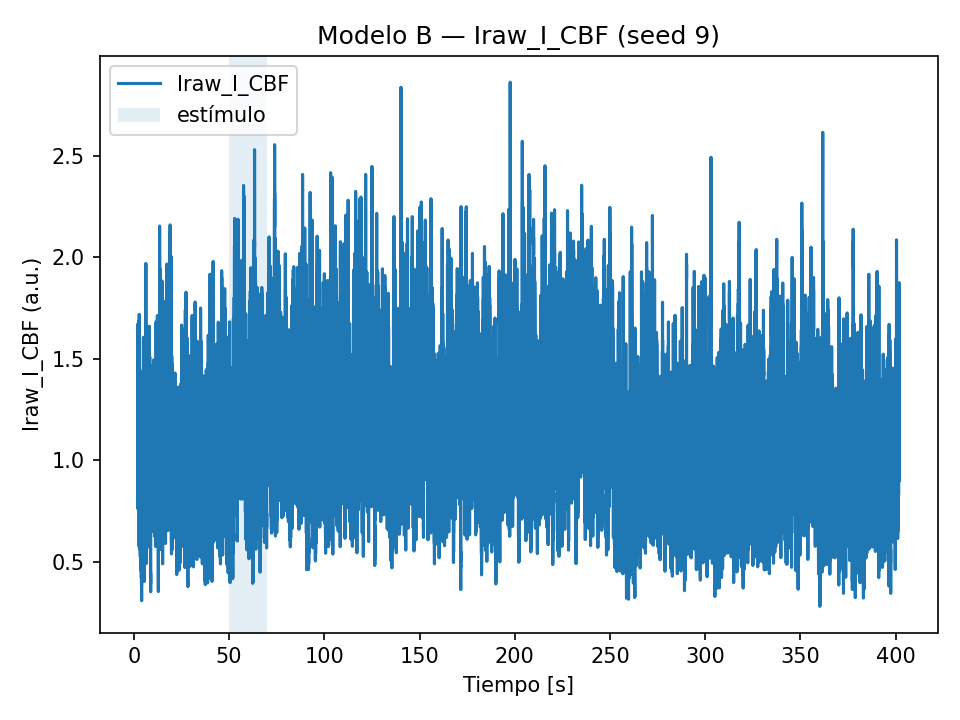 Modelo B — Iraw_I_CBF (seed 9)
Iraw_I_CBF
estímulo
Iraw_I_CBF (a.u.)
2.5
2.0
1.5
1.0
0.5
0 50 100 150 200 250 300 350 400
Tiempo [s]